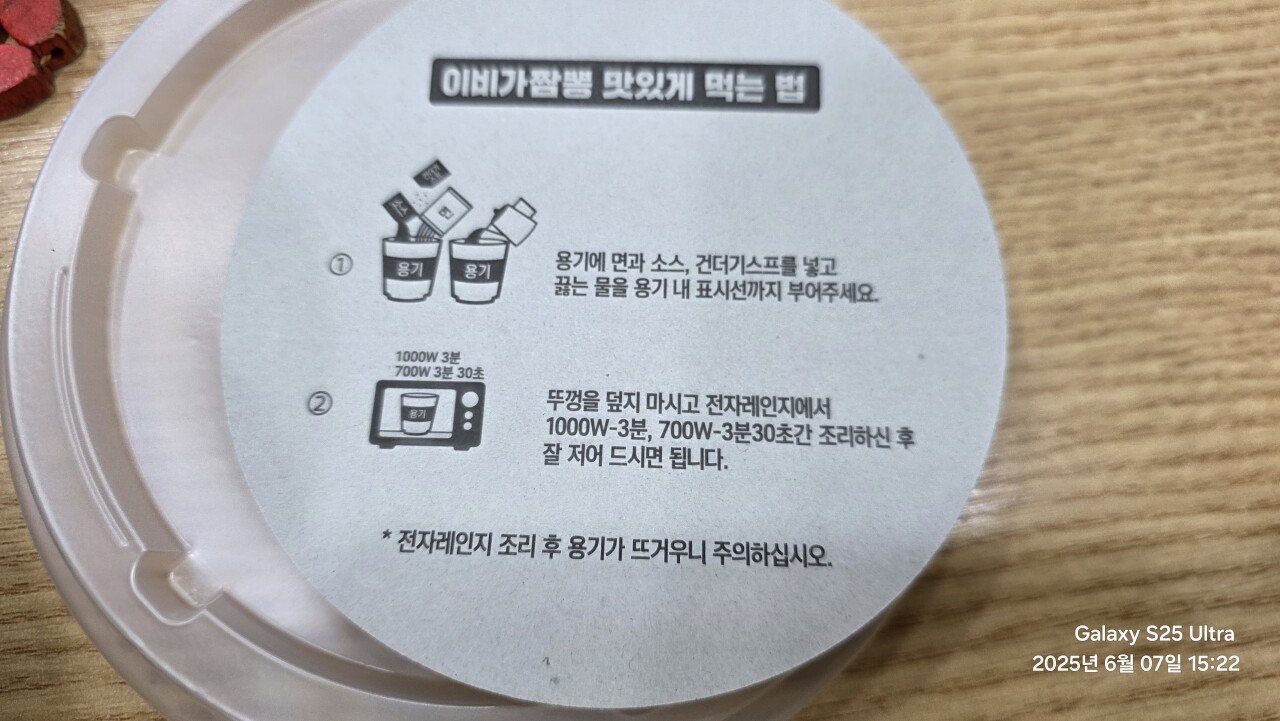 이비가짬뽕 맛있게 먹는 법
소스
면
용기
용기
①
용기에 면과 소스, 건더기스프를 넣고
끓는 물을 용기 내 표시선까지 부어주세요.
1000W 3분
700W 3분 30초
용기
②
뚜껑을 덮지 마시고 전자레인지에서
1000W-3분, 700W-3분30초간 조리하신 후
잘 저어 드시면 됩니다.
* 전자레인지 조리 후 용기가 뜨거우니 주의하십시오.
Galaxy S25 Ultra
2025년 6월 07일 15:22